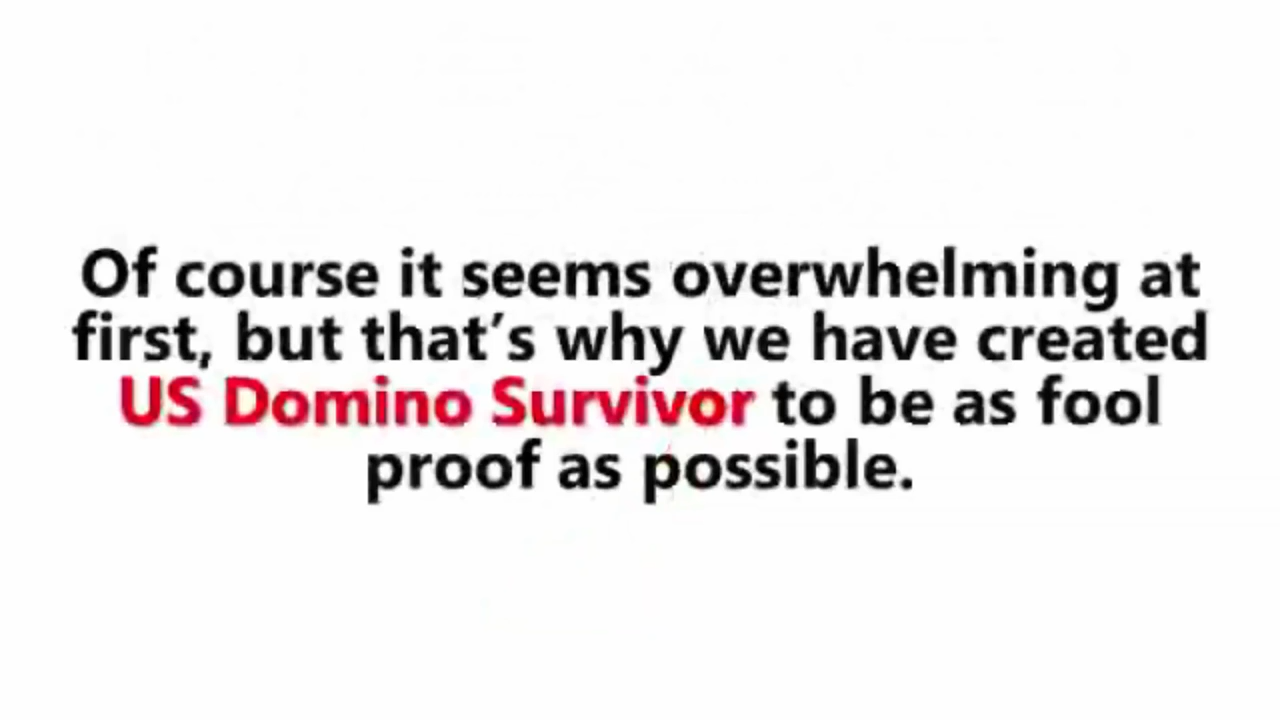 Of course it seems overwhelming at
first, but that’s why we have created
US Domino Survivor to be as fool
proof as possible.